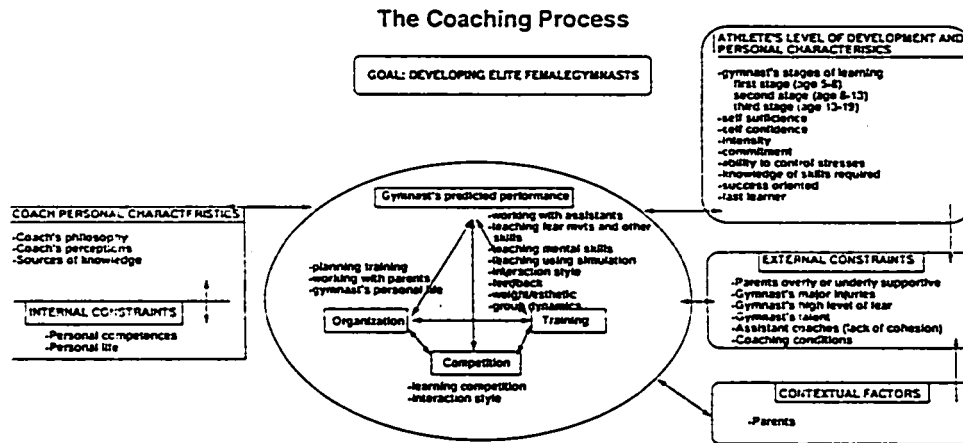 The Coaching Process
GOAL: DEVELOPING ELITE FEMALEGYMNASTS
ATHLETE'S LEVEL OF DEVELOPMENT AND
PERSONAL CHARACTERISICS
-gymnast's stages of learning
first stage (age 5-8)
second stage (age 8-13)
third stage (age 13-19)
-self sufficience
-self confidence
-intensity
-commitment
-ability to control stresses
-knowledge of skills required
-success oriented
-fast learner
COACH PERSONAL CHARACTERISTICS
-Coach's philosophy
-Coach's perceptions
-Sources of knowledge
INTERNAL CONSTRAINTS
-Personal competences
-Personal life
Gymnast's predicted performance
-working with assistants
-teaching fear mvts and other
skills
-teaching mental skills
-teaching using simulation
-interaction style
-feedback
-weight/esthetic
-group dynamics
-planning training
-working with parents
-gymnast's personal life
Organization
Training
Competition
-learning competition
-interaction style
EXTERNAL CONSTRAINTS
-Parents overly or underly supportive
-Gymnast's major injuries
-Gymnast's high level of fear
-Gymnast's talent
-Assistant coaches (lack of cohesion)
-Coaching conditions
CONTEXTUAL FACTORS
-Parents